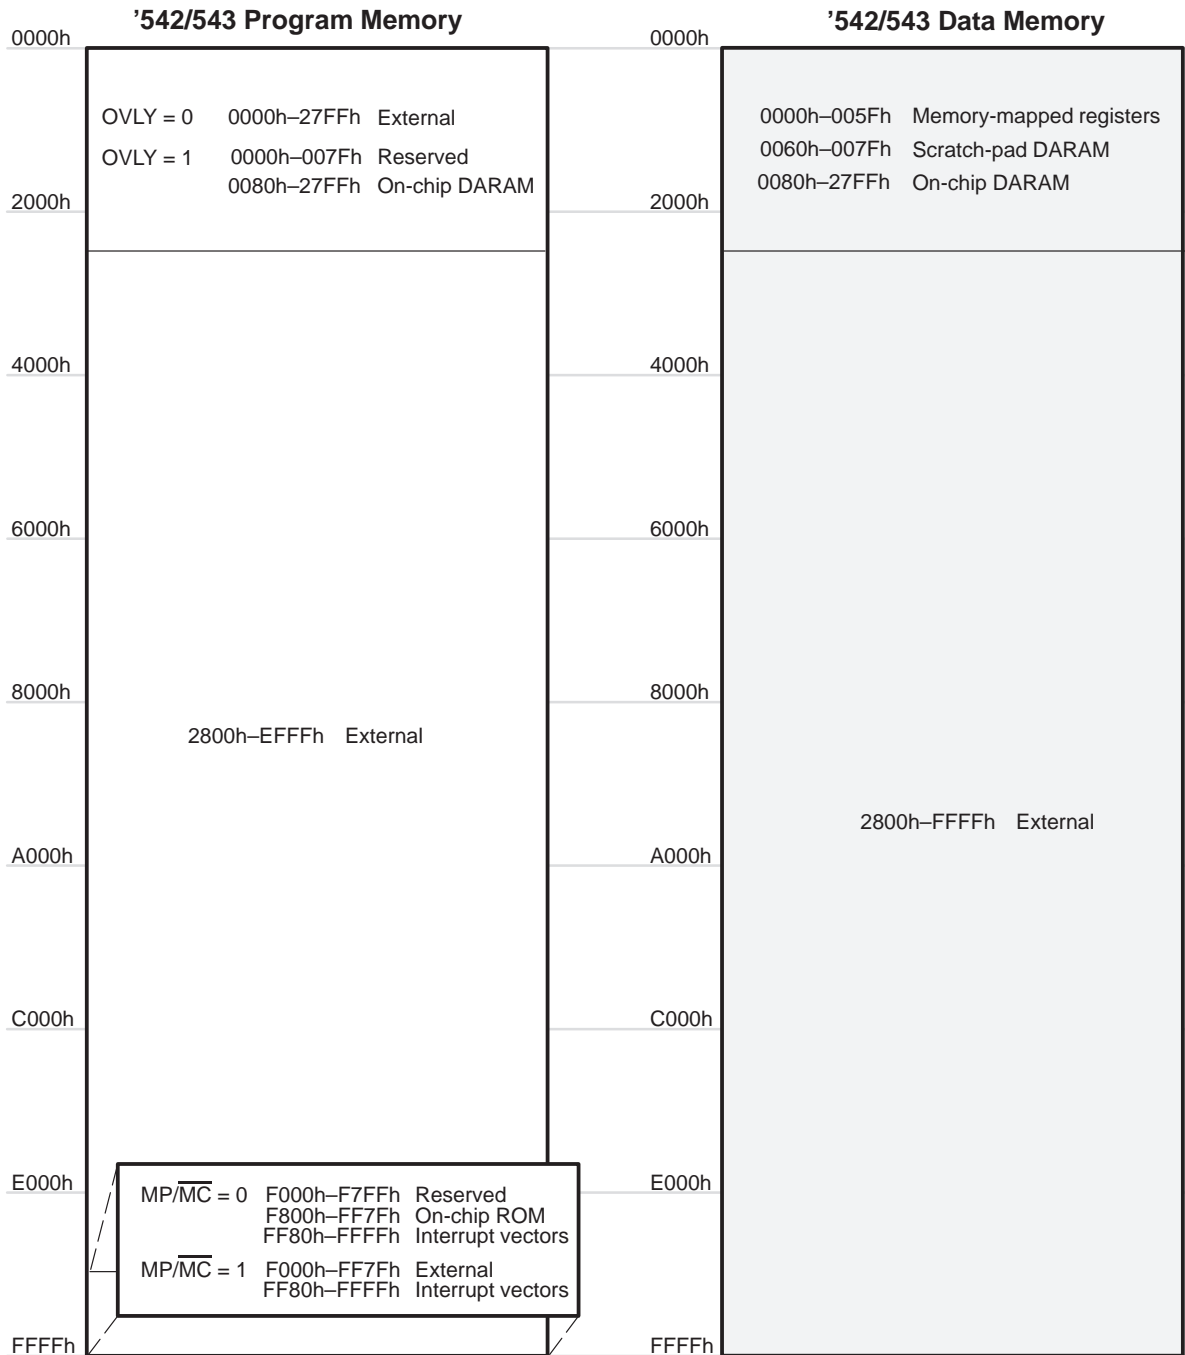 ’542/543 Program Memory
0000h
OVLY = 0 0000h–27FFh External
OVLY = 1 0000h–007Fh Reserved
0080h–27FFh On-chip DARAM
2000h
4000h
6000h
8000h
2800h–EFFFh External
A000h
C000h
E000h
MP/M̅C̅ = 0 F000h–F7FFh Reserved
F800h–FF7Fh On-chip ROM
FF80h–FFFFh Interrupt vectors
MP/M̅C̅ = 1 F000h–FF7Fh External
FF80h–FFFFh Interrupt vectors
FFFFh
’542/543 Data Memory
0000h
0000h–005Fh Memory-mapped registers
0060h–007Fh Scratch-pad DARAM
0080h–27FFh On-chip DARAM
2000h
4000h
6000h
8000h
2800h–FFFFh External
A000h
C000h
E000h
FFFFh